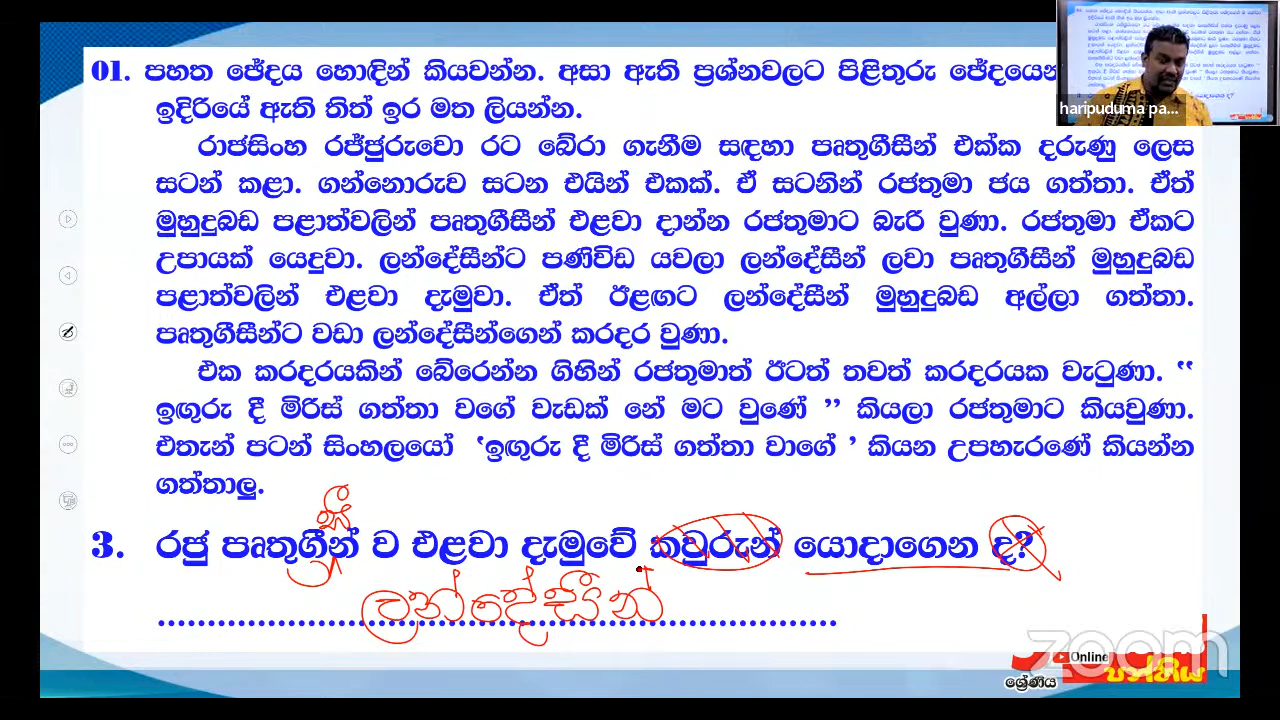 01. පහත ඡේදය හොඳින් කියවන්න. අසා ඇති ප්‍රශ්නවලට පිළිතුරු ඡේදයෙන්
ඉදිරියේ ඇති තිත් ඉර මත ලියන්න.
රාජසිංහ රජ්ජුරුවො රට බේරා ගැනීම සඳහා පෘතුගීසීන් එක්ක දරුණු ලෙස
සටන් කළා. ගන්නොරුව සටන එයින් එකක්. ඒ සටනින් රජතුමා ජය ගත්තා. ඒත්
මුහුදුබඩ පළාත්වලින් පෘතුගීසීන් එළවා දාන්න රජතුමාට බැරි වුණා. රජතුමා ඒකට
උපායක් යෙදුවා. ලන්දේසීන්ට පණිවිඩ යවලා ලන්දේසීන් ලවා පෘතුගීසීන් මුහුදුබඩ
පළාත්වලින් එළවා දැමුවා. ඒත් ඊළඟට ලන්දේසීන් මුහුදුබඩ අල්ලා ගත්තා.
පෘතුගීසීන්ට වඩා ලන්දේසීන්ගෙන් කරදර වුණා.
එක කරදරයකින් බේරෙන්න ගිහින් රජතුමාත් ඊටත් තවත් කරදරයක වැටුණා. ‘‘
ඉඟුරු දී මිරිස් ගත්තා වගේ වැඩක් නේ මට වුණේ ’’ කියලා රජතුමාට කියවුණා.
එතැන් පටන් සිංහලයෝ ‘ඉඟුරු දී මිරිස් ගත්තා වාගේ ’ කියන උපහැරණේ කියන්න
ගත්තාලු.
සී
3. රජු පෘතුගීන් ව එළවා දැමුවේ කවුරුන් යොදාගෙන ද?
ලන්දේසීන්
haripuduma pa...
zoom
Online
ශ්‍රේණිය පන්තිය